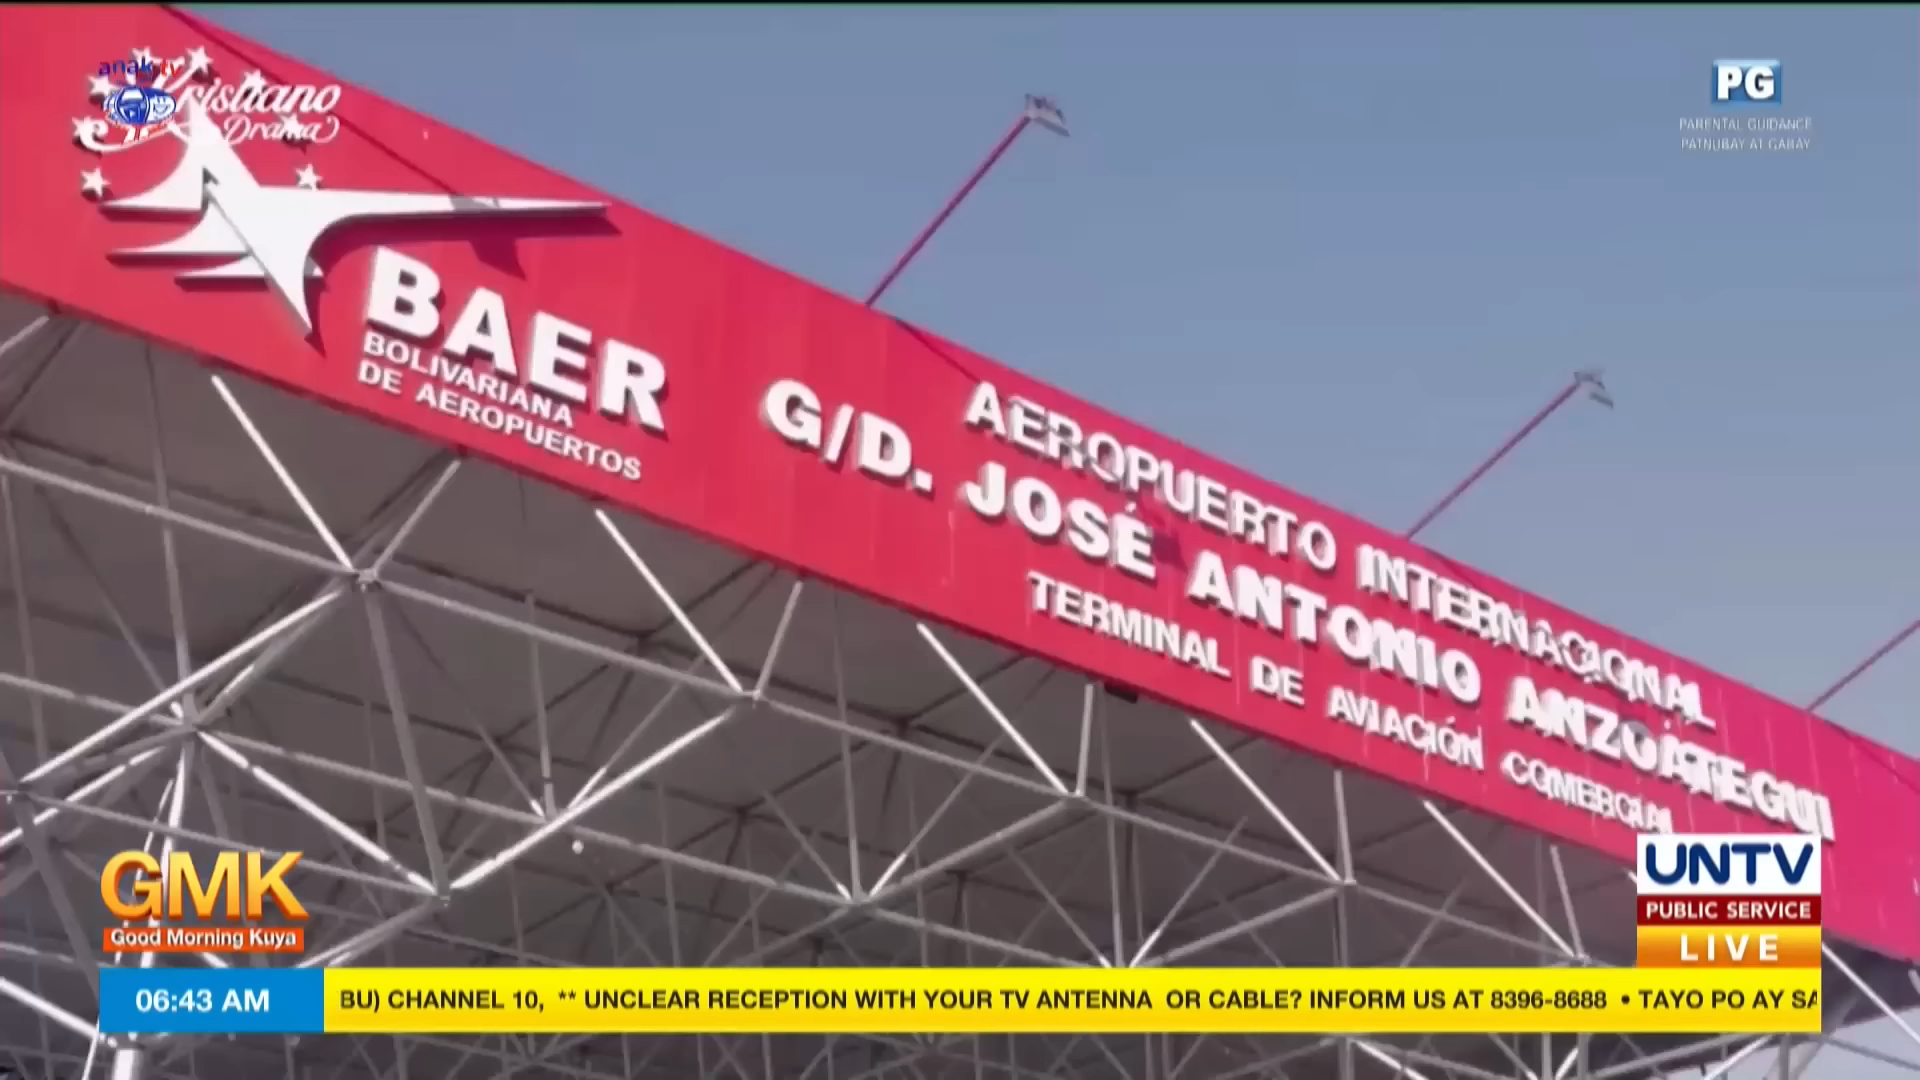 anak tv
Kristiano
Drama
PG
PARENTAL GUIDANCE
PATNUBAY AT GABAY
BAER
BOLIVARIANA
DE AEROPUERTOS
AEROPUERTO INTERNACIONAL
G/D. JOSÉ ANTONIO ANZOÁTEGUI
TERMINAL DE AVIACIÓN COMERCIAL
GMK
Good Morning Kuya
UNTV
PUBLIC SERVICE
LIVE
06:43 AM
BU) CHANNEL 10, ** UNCLEAR RECEPTION WITH YOUR TV ANTENNA OR CABLE? INFORM US AT 8396-8688 • TAYO PO AY SA